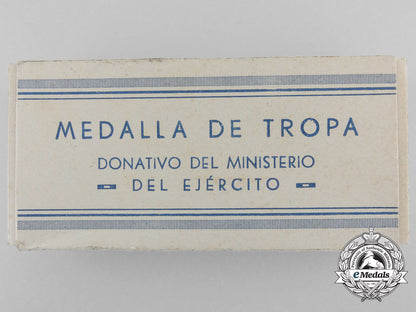 MEDALLA DE TROPA
DONATIVO DEL MINISTERIO
DEL EJÉRCITO
eMedals